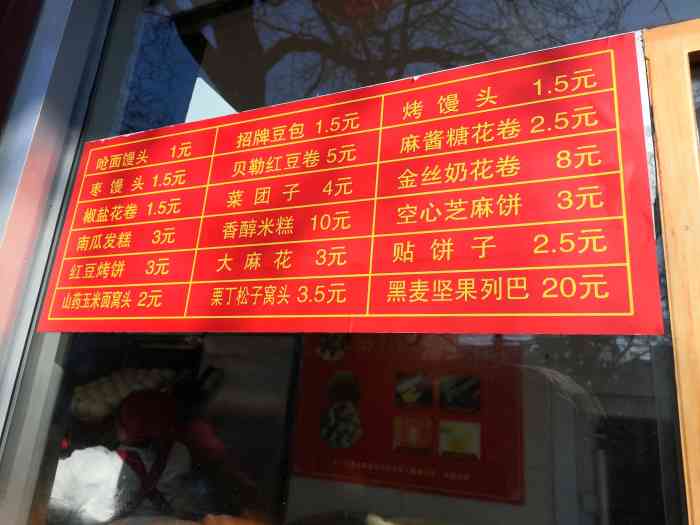 呛面馒头 1元
枣馒头 1.5元
椒盐花卷 1.5元
南瓜发糕 3元
红豆烤饼 3元
山药玉米面窝头 2元
招牌豆包 1.5元
贝勒红豆卷 5元
菜团子 4元
香醇米糕 10元
大麻花 3元
栗丁松子窝头 3.5元
烤馒头 1.5元
麻酱糖花卷 2.5元
金丝奶花卷 8元
空心芝麻饼 3元
贴饼子 2.5元
黑麦坚果列巴 20元